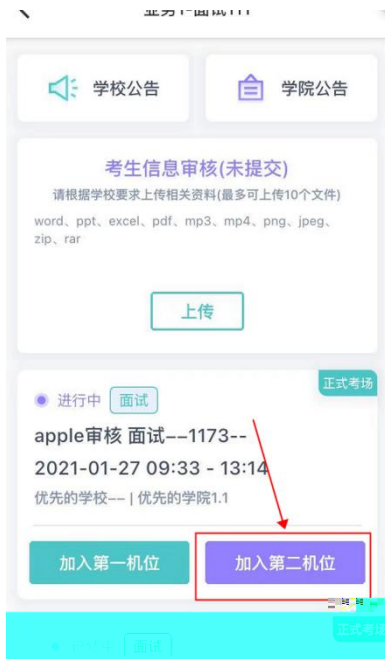 学校公告
学院公告
考生信息审核(未提交)
请根据学校要求上传相关资料(最多可上传10个文件)
word、ppt、excel、pdf、mp3、mp4、png、jpeg、
zip、rar
上传
正式考场
进行中 面试
apple审核 面试--1173--
2021-01-27 09:33 - 13:14
优先的学校-- | 优先的学院1.1
加入第一机位
加入第二机位
正式考场
面试